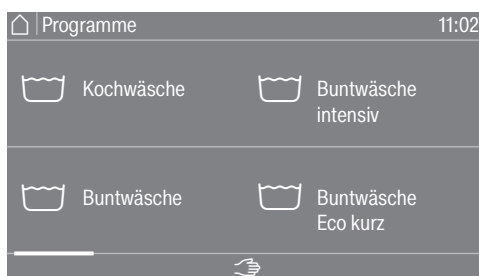 Programme 11:02
Kochwäsche
Buntwäsche
intensiv
Buntwäsche
Buntwäsche
Eco kurz